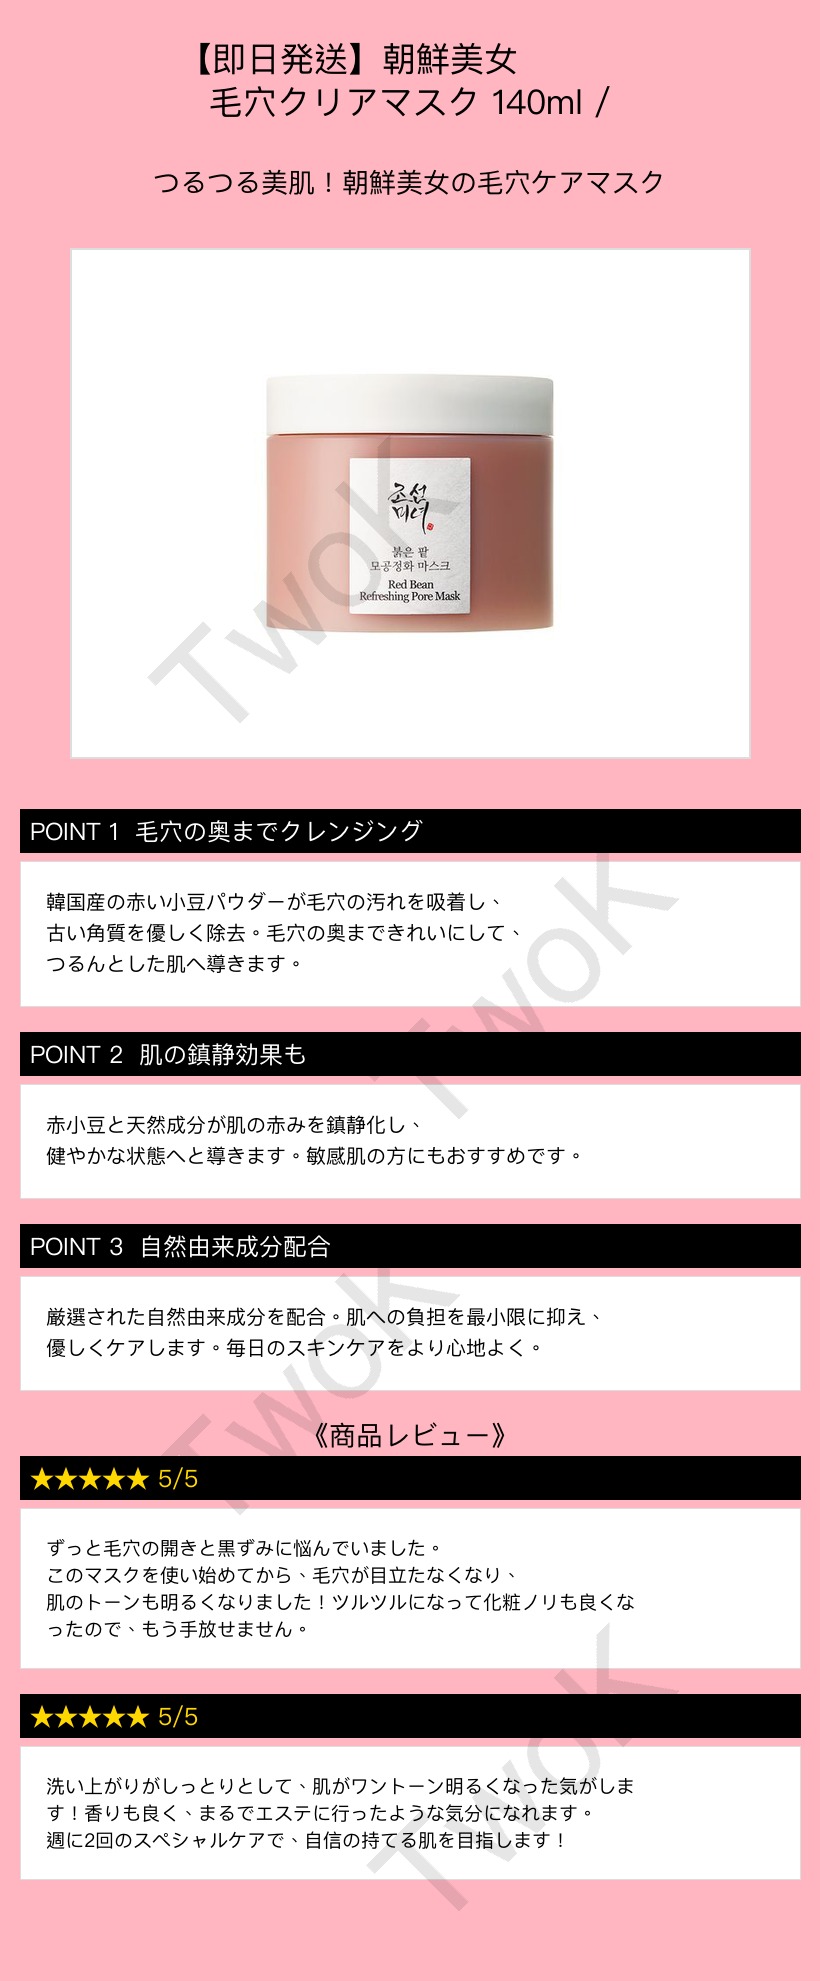 【即日発送】朝鮮美女
毛穴クリアマスク 140ml /
つるつる美肌！朝鮮美女の毛穴ケアマスク
조선
미녀
붉은 팥
모공정화 마스크
Red Bean
Refreshing Pore Mask
TwoK
POINT 1 毛穴の奥までクレンジング
韓国産の赤い小豆パウダーが毛穴の汚れを吸着し、
古い角質を優しく除去。毛穴の奥まできれいにして、
つるんとした肌へ導きます。
TwoK
POINT 2 肌の鎮静効果も
赤小豆と天然成分が肌の赤みを鎮静化し、
健やかな状態へと導きます。敏感肌の方にもおすすめです。
POINT 3 自然由来成分配合
厳選された自然由来成分を配合。肌への負担を最小限に抑え、
優しくケアします。毎日のスキンケアをより心地よく。
TwoK
《商品レビュー》
★★★★★ 5/5
ずっと毛穴の開きと黒ずみに悩んでいました。
このマスクを使い始めてから、毛穴が目立たなくなり、
肌のトーンも明るくなりました！ツルツルになって化粧ノリも良くな
ったので、もう手放せません。
★★★★★ 5/5
洗い上がりがしっとりとして、肌がワントーン明るくなった気がしま
す！香りも良く、まるでエステに行ったような気分になれます。
週に2回のスペシャルケアで、自信の持てる肌を目指します！
TwoK